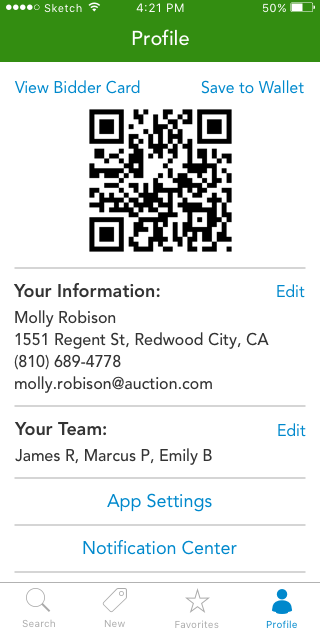 Sketch 4:21 PM 50%
Profile
View Bidder Card Save to Wallet
Your Information: Edit
Molly Robison
1551 Regent St, Redwood City, CA
(810) 689-4778
molly.robison@auction.com
Your Team: Edit
James R, Marcus P, Emily B
App Settings
Notification Center
Search New Favorites Profile